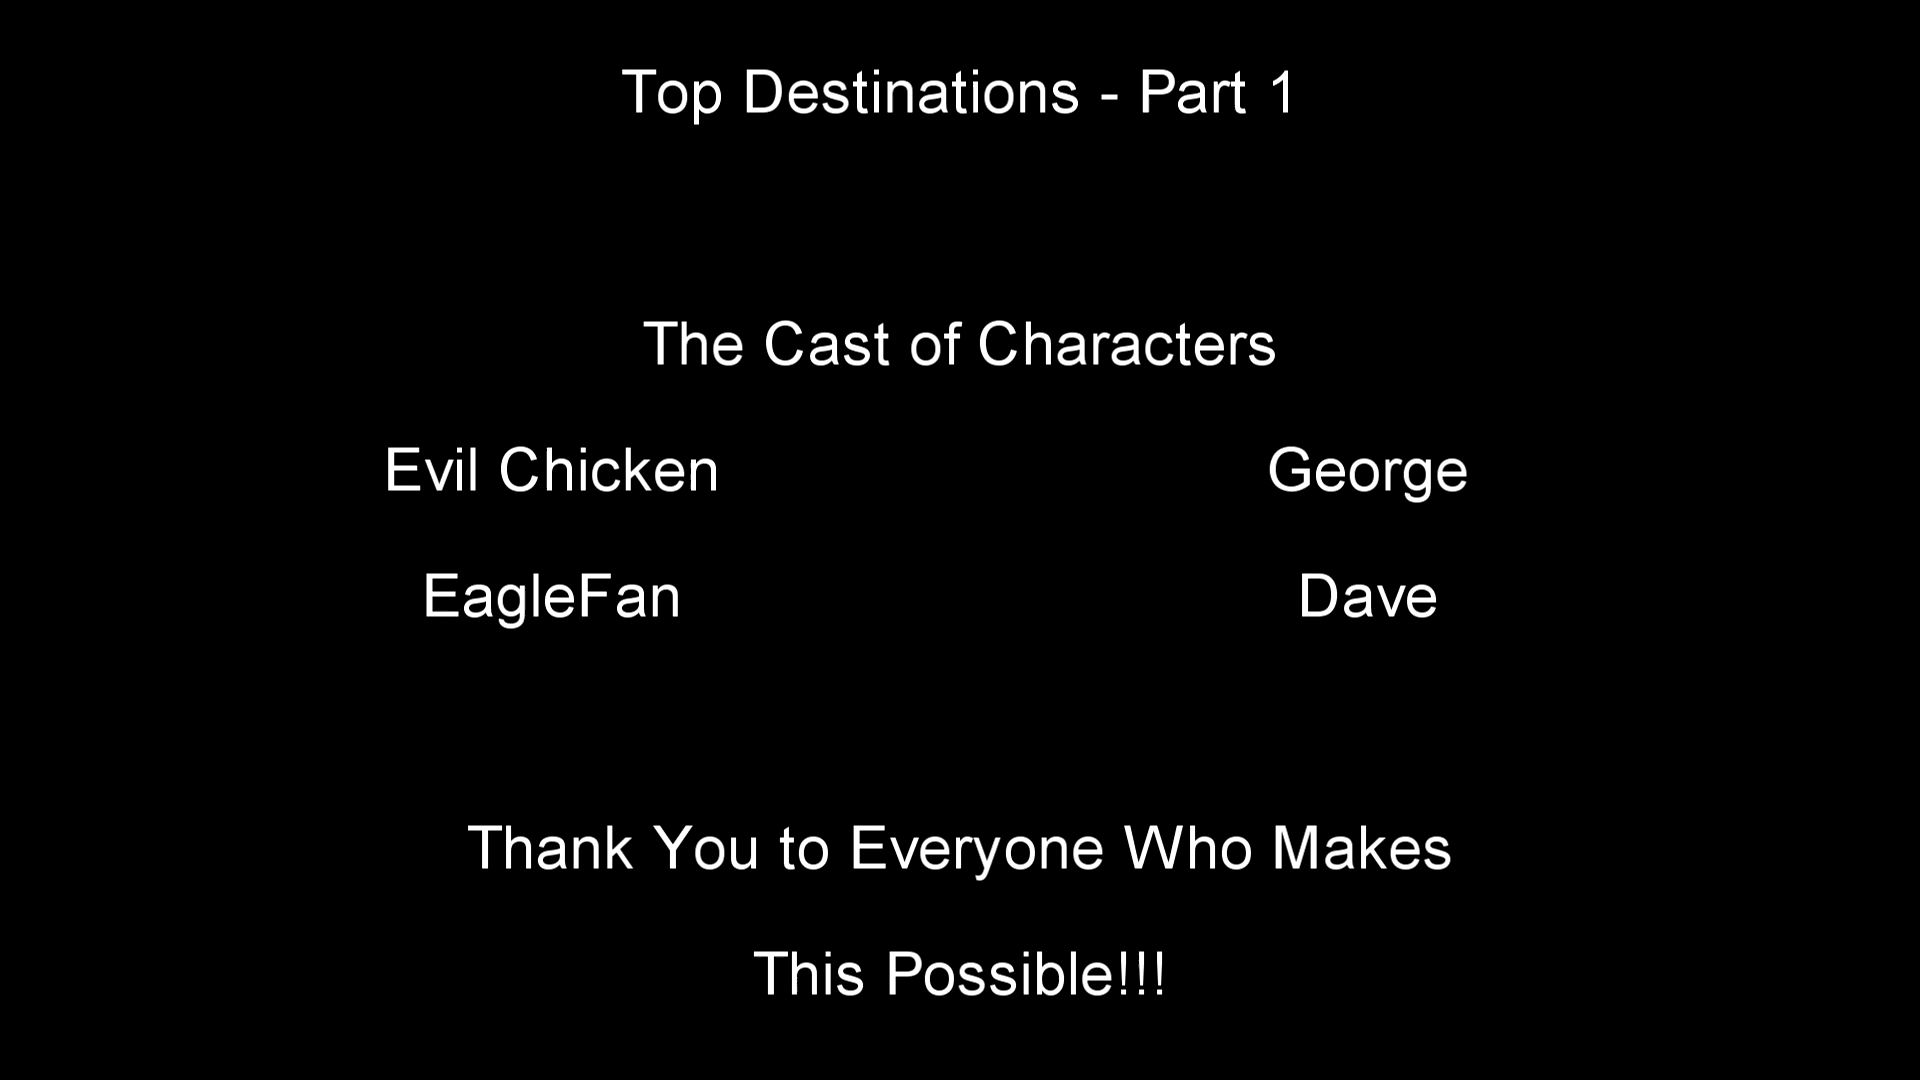 Top Destinations - Part 1
The Cast of Characters
Evil Chicken George
EagleFan Dave
Thank You to Everyone Who Makes
This Possible!!!